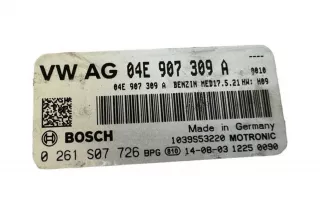 VW AG 04E 907 309 A
04E 907 309 A BENZIN MED17.5.21 HW: H09
Made in Germany
BOSCH
1039S53220 MOTRONIC
0 261 S07 726 BPG 14-08-03 1225 0090